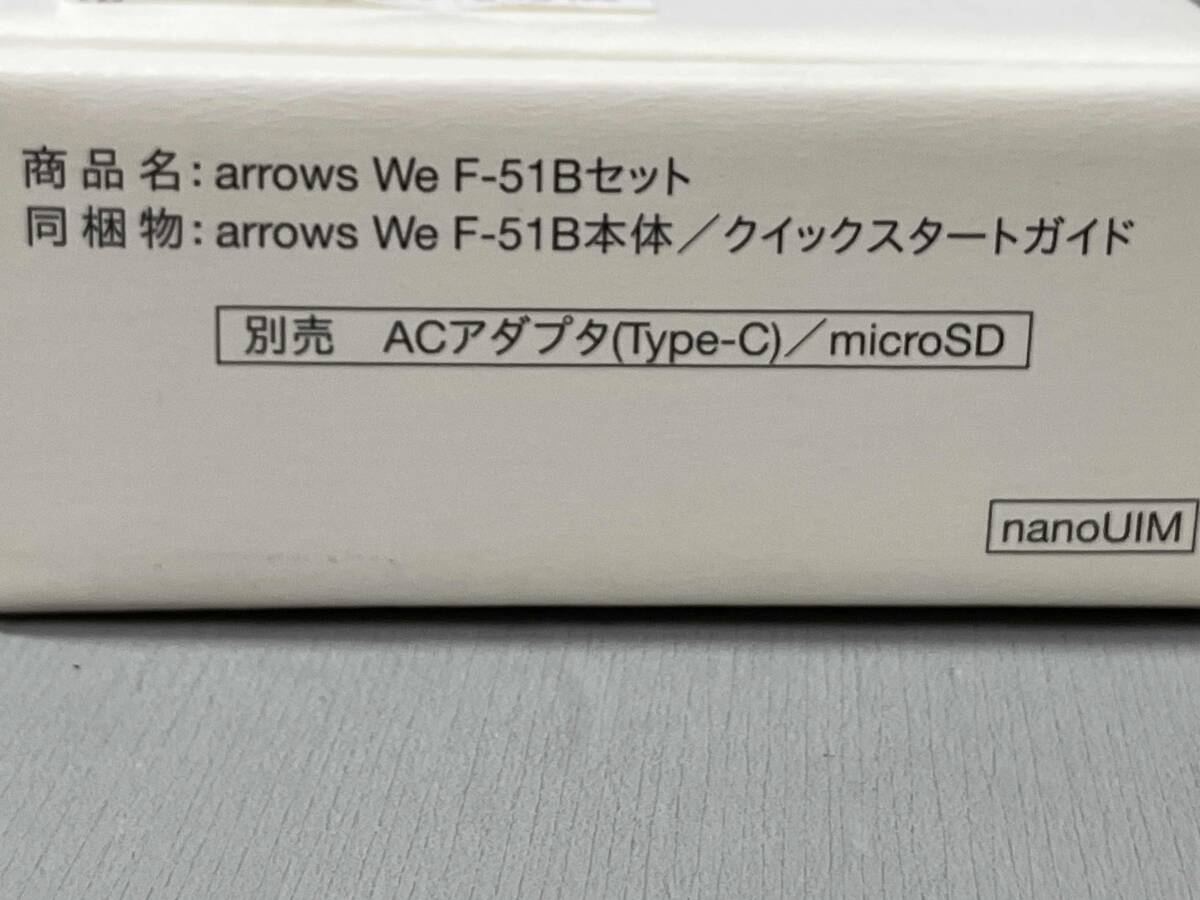 商品名：arrows We F-51Bセット
同梱物：arrows We F-51B本体／クイックスタートガイド
別売　ACアダプタ(Type-C)／microSD
nanoUIM